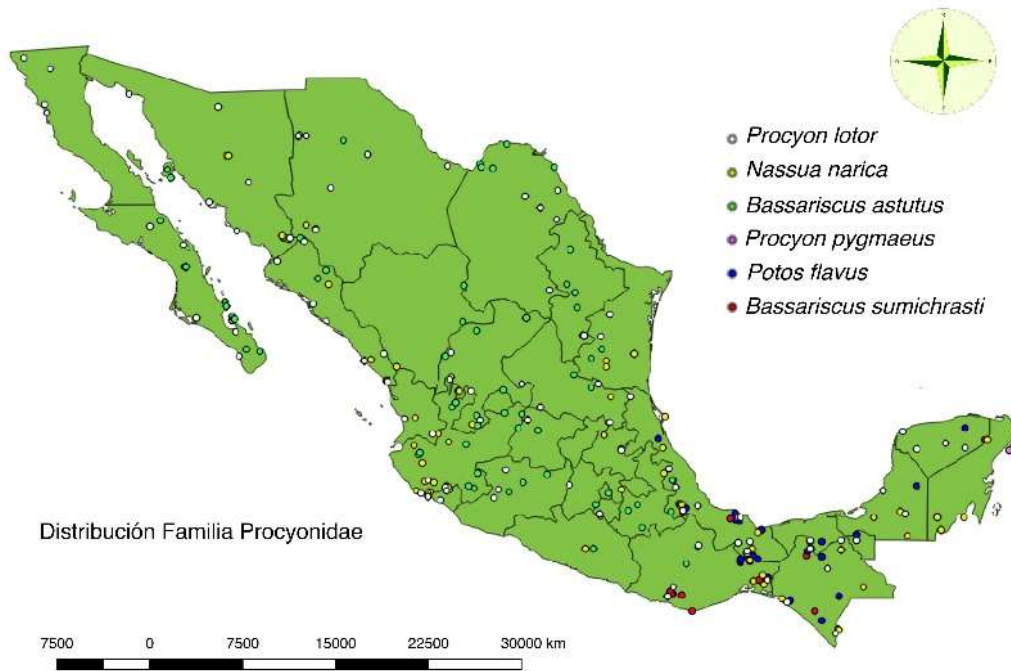 Procyon lotor
Nassua narica
Bassariscus astutus
Procyon pygmaeus
Potos flavus
Bassariscus sumichrasti
Distribución Familia Procyonidae
7500 0 7500 15000 22500 30000 km